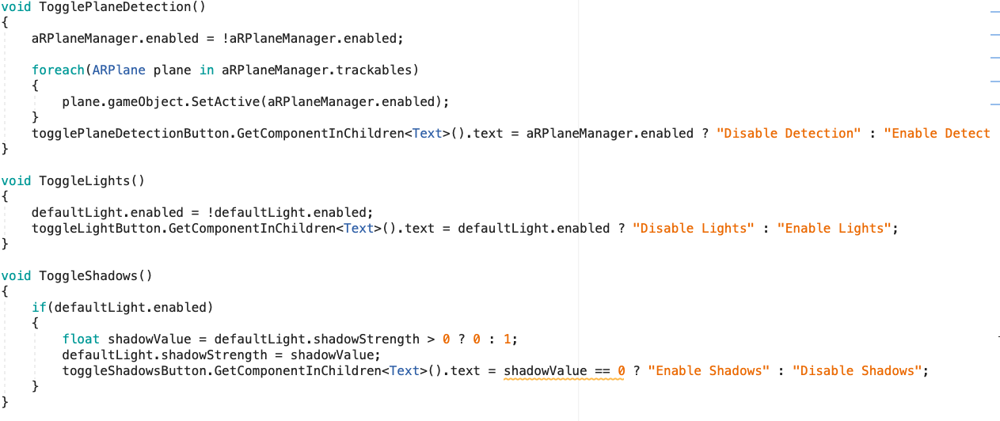 void TogglePlaneDetection()
{
    aRPlaneManager.enabled = !aRPlaneManager.enabled;

    foreach(ARPlane plane in aRPlaneManager.trackables)
    {
        plane.gameObject.SetActive(aRPlaneManager.enabled);
    }
    togglePlaneDetectionButton.GetComponentInChildren<Text>().text = aRPlaneManager.enabled ? "Disable Detection" : "Enable Detect
}

void ToggleLights()
{
    defaultLight.enabled = !defaultLight.enabled;
    toggleLightButton.GetComponentInChildren<Text>().text = defaultLight.enabled ? "Disable Lights" : "Enable Lights";
}

void ToggleShadows()
{
    if(defaultLight.enabled)
    {
        float shadowValue = defaultLight.shadowStrength > 0 ? 0 : 1;
        defaultLight.shadowStrength = shadowValue;
        toggleShadowsButton.GetComponentInChildren<Text>().text = shadowValue == 0 ? "Enable Shadows" : "Disable Shadows";
    }
}